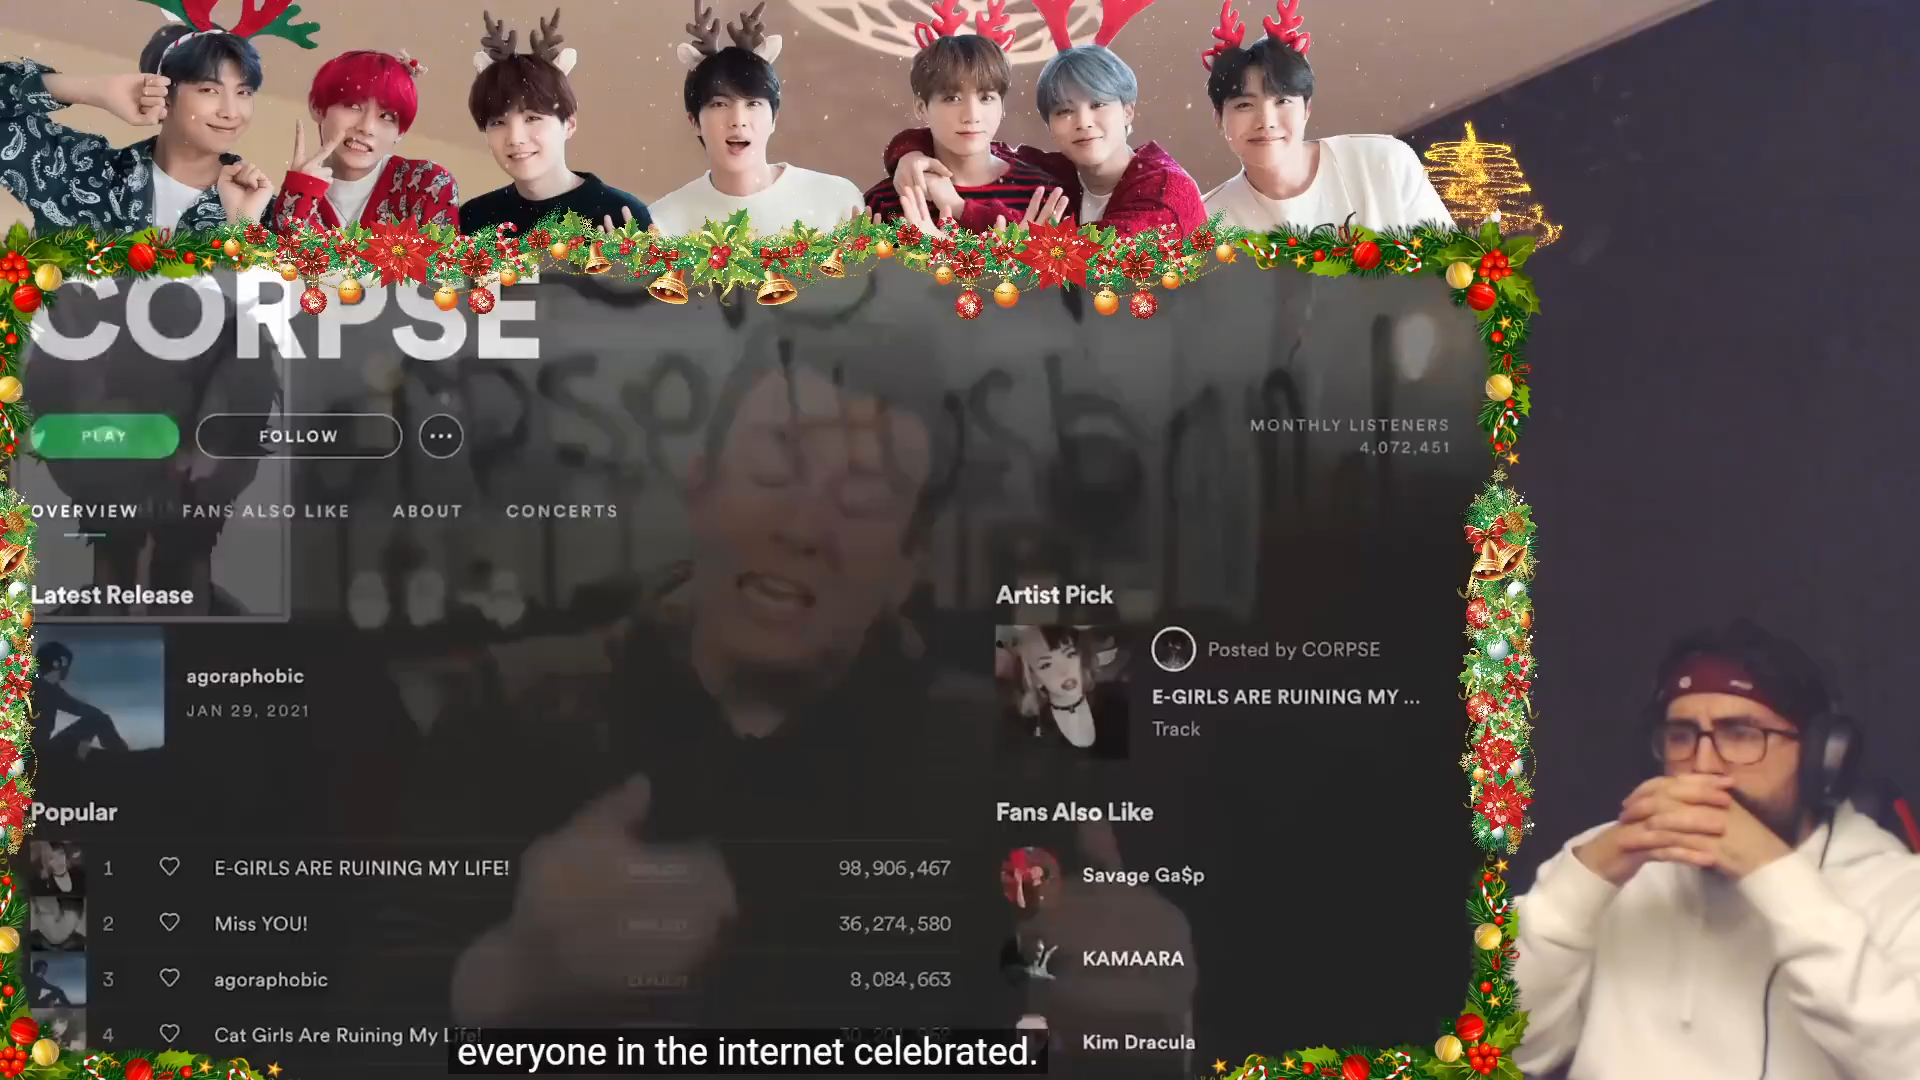 CORPSE
PLAY
FOLLOW
MONTHLY LISTENERS
4,072,451
OVERVIEW FANS ALSO LIKE ABOUT CONCERTS
Latest Release
agoraphobic
JAN 29, 2021
Artist Pick
Posted by CORPSE
E-GIRLS ARE RUINING MY ...
Track
Popular
1 E-GIRLS ARE RUINING MY LIFE! 98,906,467
2 Miss YOU! 36,274,580
3 agoraphobic EXPLICIT 8,084,663
4 Cat Girls Are Ruining My Life!
Fans Also Like
Savage Ga$p
KAMAARA
Kim Dracula
everyone in the internet celebrated.